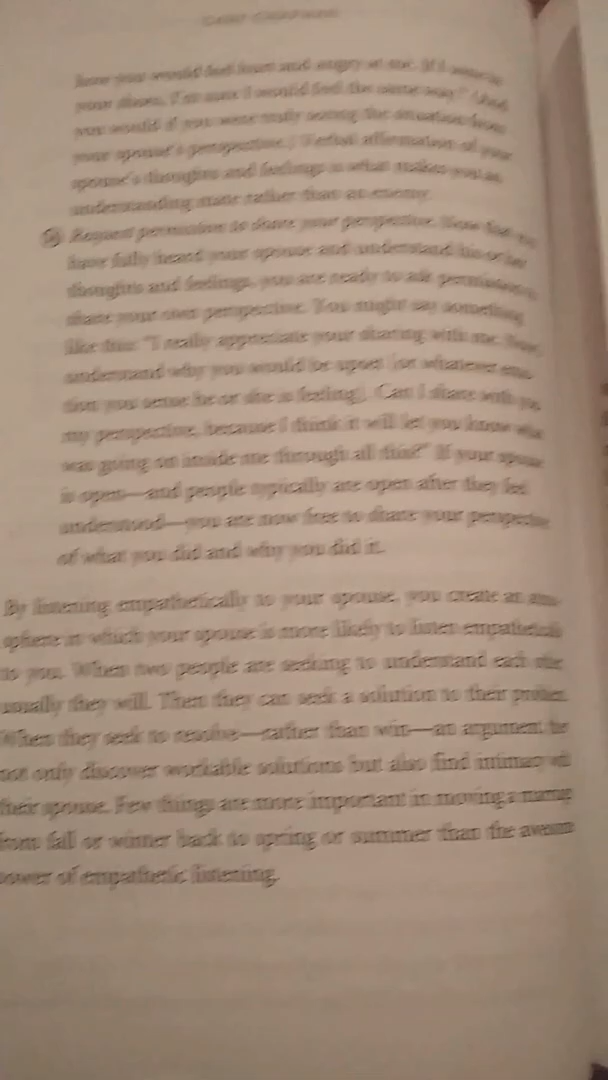 GARY CHAPMAN
how you would feel hurt and angry at me. If I were in
your shoes, I'm sure I would feel the same way." (And
you would if you were truly seeing the situation from
your spouse's perspective.) Verbal affirmation of your
spouse's thoughts and feelings is what makes you an
understanding mate rather than an enemy.
Request permission to share your perspective. Now that you
have fully heard your spouse and understand his or her
thoughts and feelings, you are ready to ask permission to
share your own perspective. You might say something
like this: "I really appreciate your sharing with me. Now,
understand why you would be upset [or whatever emo-
tion you sense he or she is feeling]. Can I share with you
my perspective, because I think it will let you know what
was going on inside me through all this?" If your spouse
is open—and people typically are open after they feel
understood—you are now free to share your perspective
of what you did and why you did it.
By listening empathetically to your spouse, you create an atmo-
sphere in which your spouse is more likely to listen empathetically
to you. When two people are seeking to understand each other
usually they will. Then they can seek a solution to their problem.
When they seek to resolve—rather than win—an argument
not only discover workable solutions but also find intimacy with
their spouse. Few things are more important in moving a marriage
from fall or winter back to spring or summer than the awesome
power of empathetic listening.